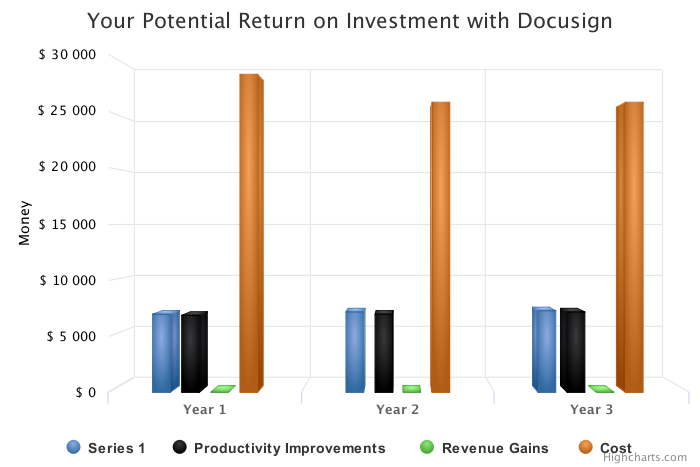 Your Potential Return on Investment with Docusign
$ 30 000
$ 25 000
$ 20 000
$ 15 000
$ 10 000
$ 5 000
$ 0
Money
Year 1 Year 2 Year 3
Series 1 Productivity Improvements Revenue Gains Cost
Highcharts.com